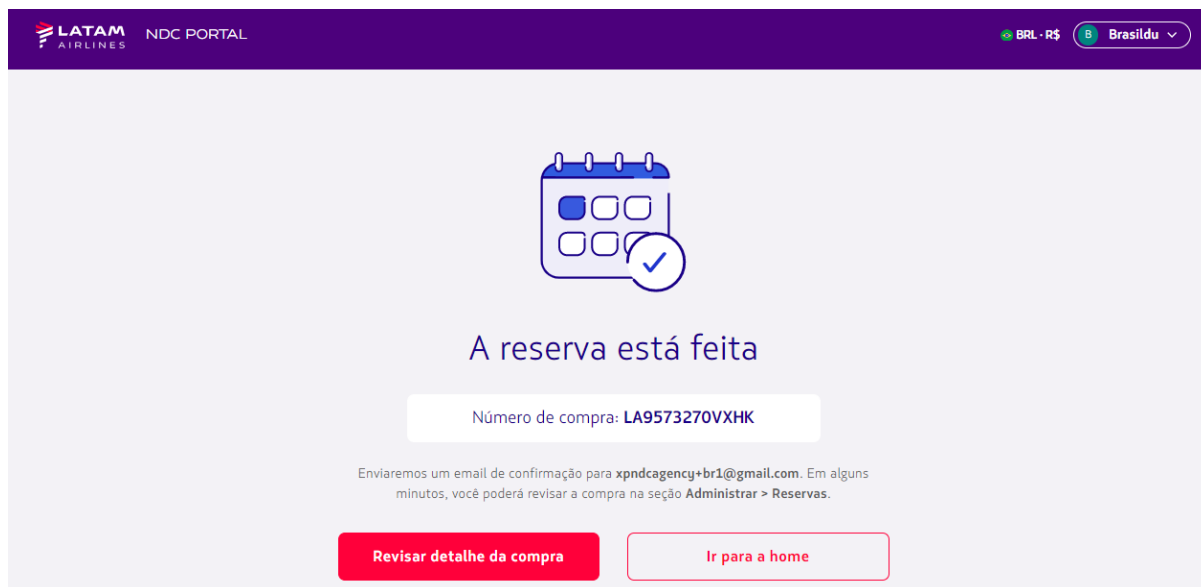 LATAM
AIRLINES
NDC PORTAL
BRL · R$
B
Brasildu
A reserva está feita
Número de compra: LA9573270VXHK
Enviaremos um email de confirmação para xpndcagency+br1@gmail.com. Em alguns
minutos, você poderá revisar a compra na seção Administrar > Reservas.
Revisar detalhe da compra
Ir para a home